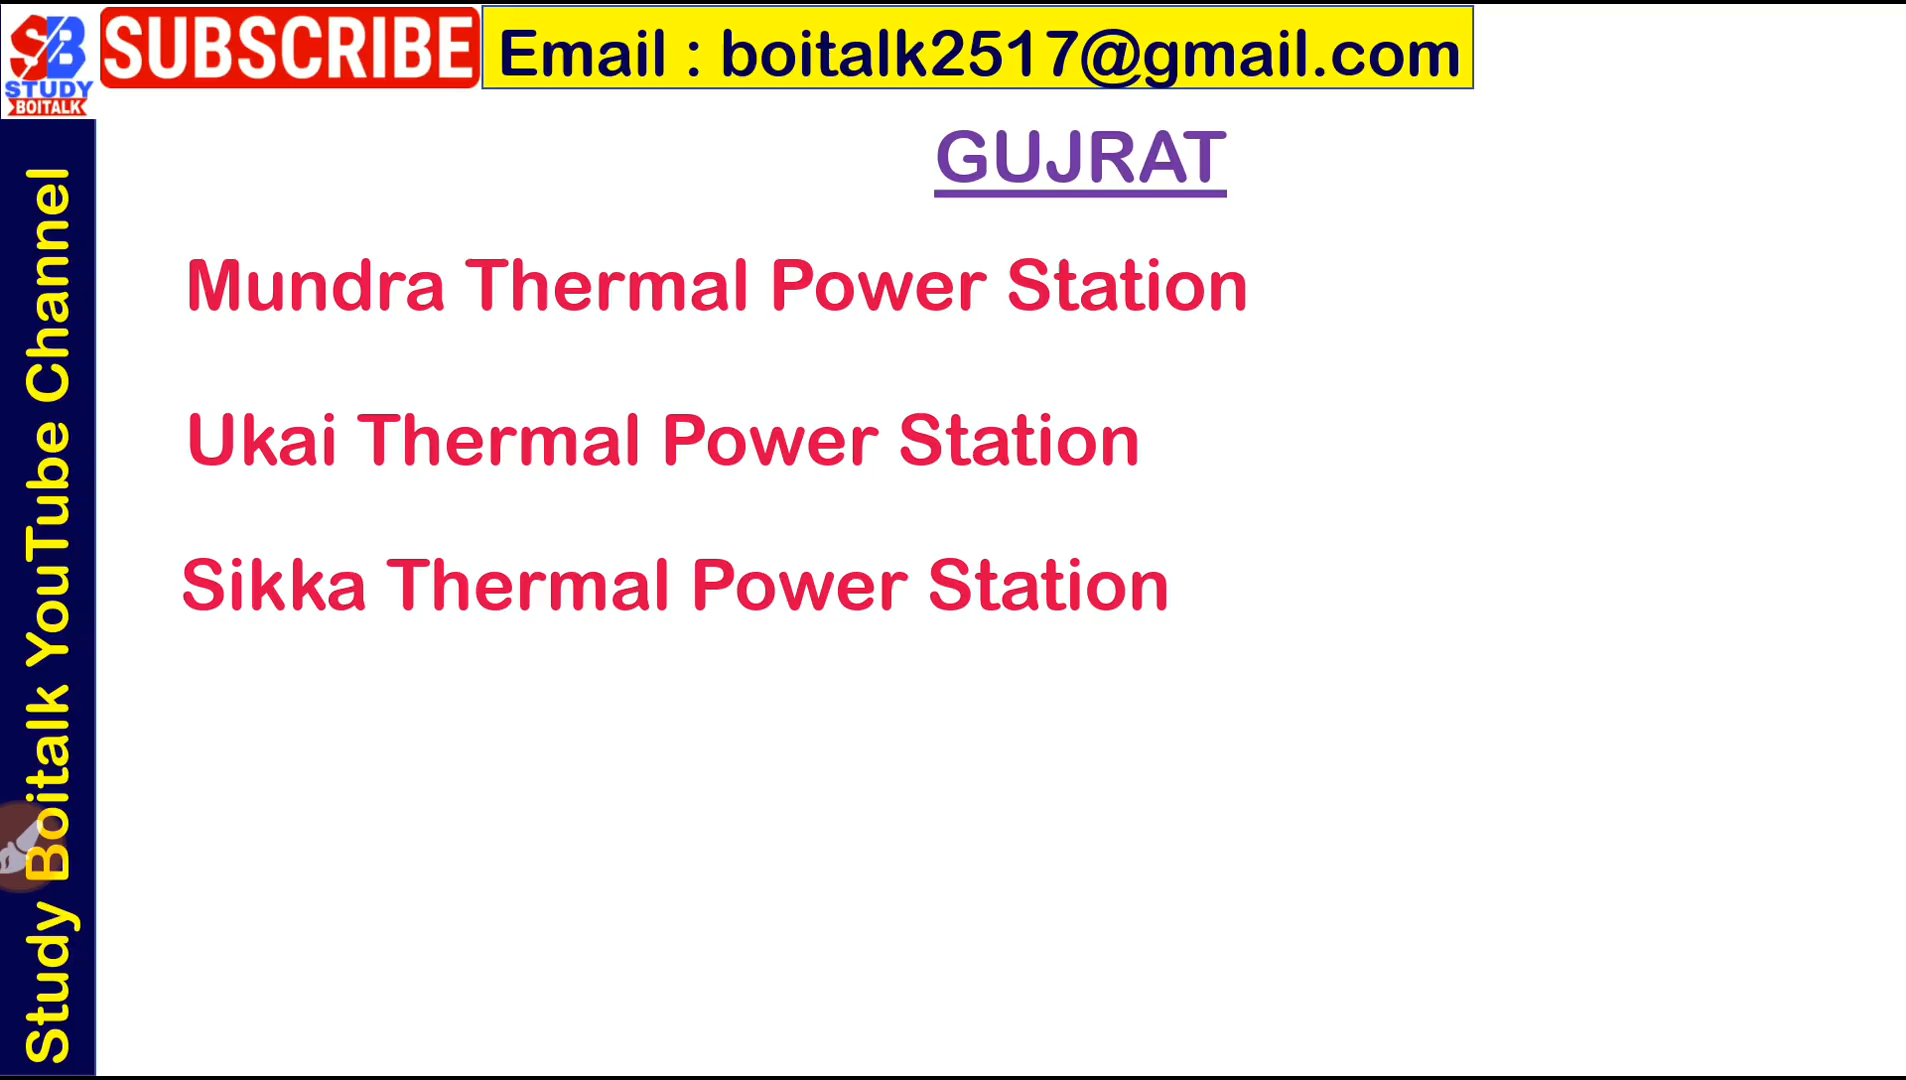 SB
STUDY
BOITALK
SUBSCRIBE
Email : boitalk2517@gmail.com
Study Boitalk YouTube Channel
GUJRAT
Mundra Thermal Power Station
Ukai Thermal Power Station
Sikka Thermal Power Station